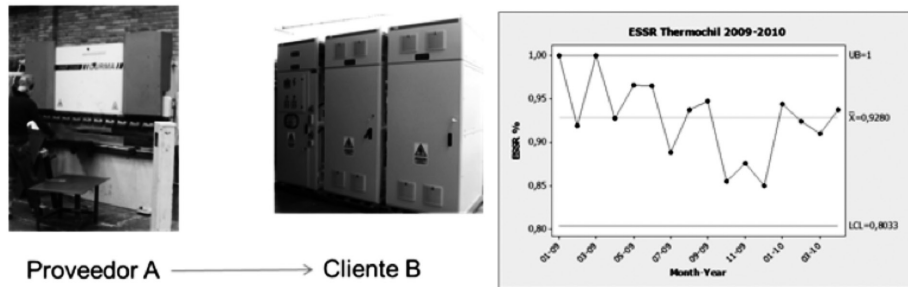 Proveedor A
Cliente B
ESSR Thermochil 2009-2010
ESSR %
1,00
0,95
0,90
0,85
0,80
UB=1
X̄=0,9280
LCL=0,8033
01-09
03-09
05-09
07-09
09-09
11-09
01-10
03-10
Month-Year